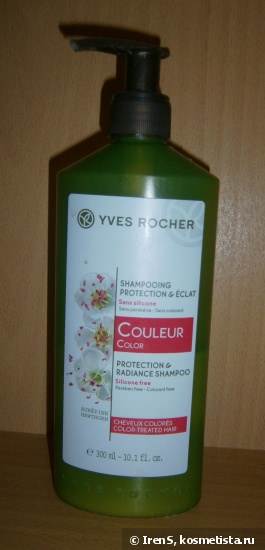 YVES ROCHER
SHAMPOOING
PROTECTION & ÉCLAT
Sans silicone
Sans parabène - Sans colorant
COULEUR
COLOR
PROTECTION &
RADIANCE SHAMPOO
Silicone free
Paraben free - Colorant free
CHEVEUX COLORÉS
COLOR-TREATED HAIR
e 300 ml - 10.1 fl. oz.
© IrenS, kosmetista.ru